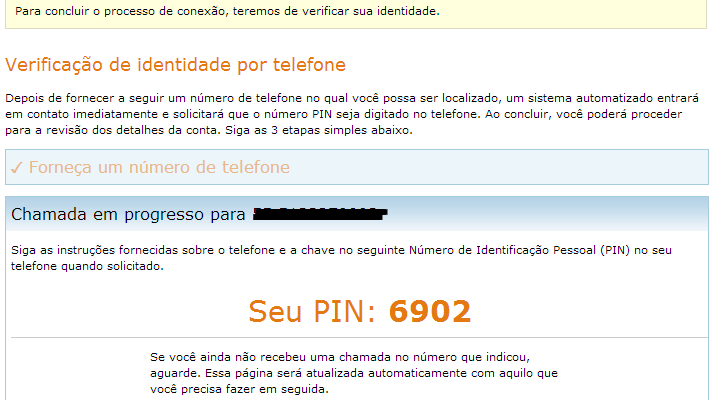 Para concluir o processo de conexão, teremos de verificar sua identidade.
Verificação de identidade por telefone
Depois de fornecer a seguir um número de telefone no qual você possa ser localizado, um sistema automatizado entrará
em contato imediatamente e solicitará que o número PIN seja digitado no telefone. Ao concluir, você poderá proceder
para a revisão dos detalhes da conta. Siga as 3 etapas simples abaixo.
✓ Forneça um número de telefone
Chamada em progresso para
Siga as instruções fornecidas sobre o telefone e a chave no seguinte Número de Identificação Pessoal (PIN) no seu
telefone quando solicitado.
Seu PIN: 6902
Se você ainda não recebeu uma chamada no número que indicou,
aguarde. Essa página será atualizada automaticamente com aquilo que
você precisa fazer em seguida.